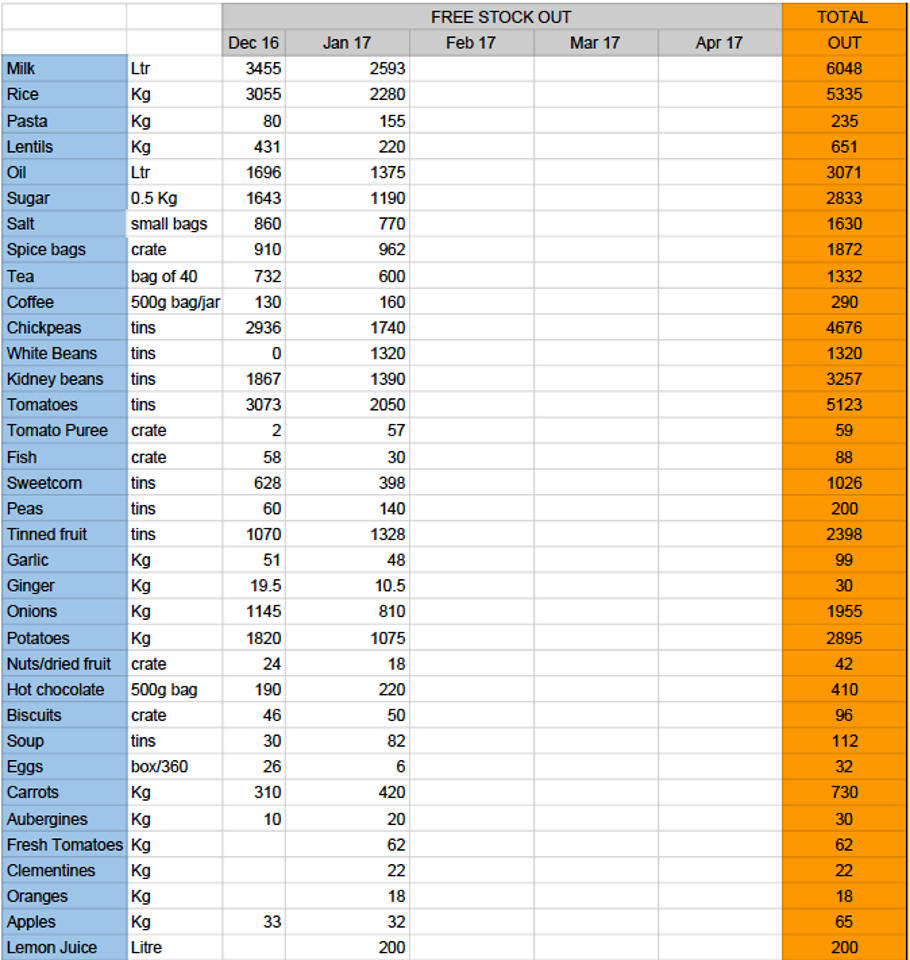 FREE STOCK OUT TOTAL
Dec 16 Jan 17 Feb 17 Mar 17 Apr 17 OUT
Milk Ltr 3455 2593 6048
Rice Kg 3055 2280 5335
Pasta Kg 80 155 235
Lentils Kg 431 220 651
Oil Ltr 1696 1375 3071
Sugar 0.5 Kg 1643 1190 2833
Salt small bags 860 770 1630
Spice bags crate 910 962 1872
Tea bag of 40 732 600 1332
Coffee 500g bag/jar 130 160 290
Chickpeas tins 2936 1740 4676
White Beans tins 0 1320 1320
Kidney beans tins 1867 1390 3257
Tomatoes tins 3073 2050 5123
Tomato Puree crate 2 57 59
Fish crate 58 30 88
Sweetcorn tins 628 398 1026
Peas tins 60 140 200
Tinned fruit tins 1070 1328 2398
Garlic Kg 51 48 99
Ginger Kg 19.5 10.5 30
Onions Kg 1145 810 1955
Potatoes Kg 1820 1075 2895
Nuts/dried fruit crate 24 18 42
Hot chocolate 500g bag 190 220 410
Biscuits crate 46 50 96
Soup tins 30 82 112
Eggs box/360 26 6 32
Carrots Kg 310 420 730
Aubergines Kg 10 20 30
Fresh Tomatoes Kg 62 62
Clementines Kg 22 22
Oranges Kg 18 18
Apples Kg 33 32 65
Lemon Juice Litre 200 200